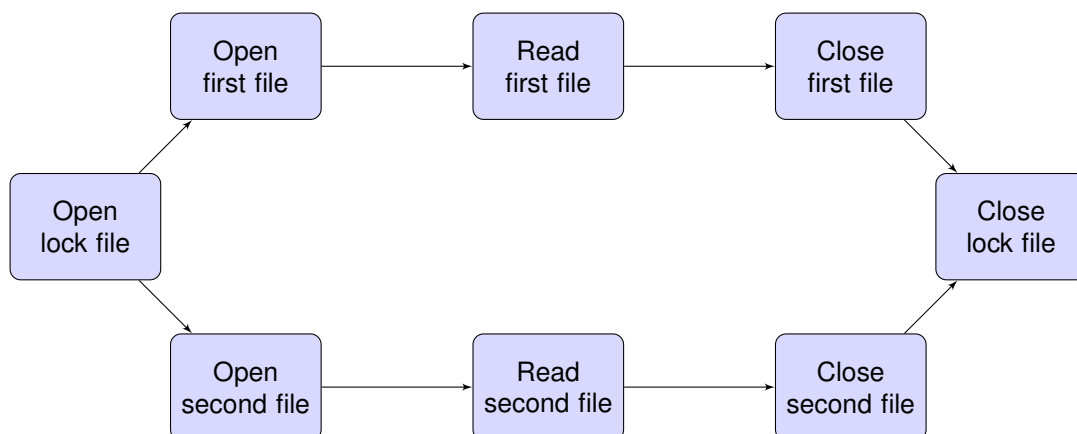 Open
first file
Read
first file
Close
first file
Open
lock file
Close
lock file
Open
second file
Read
second file
Close
second file